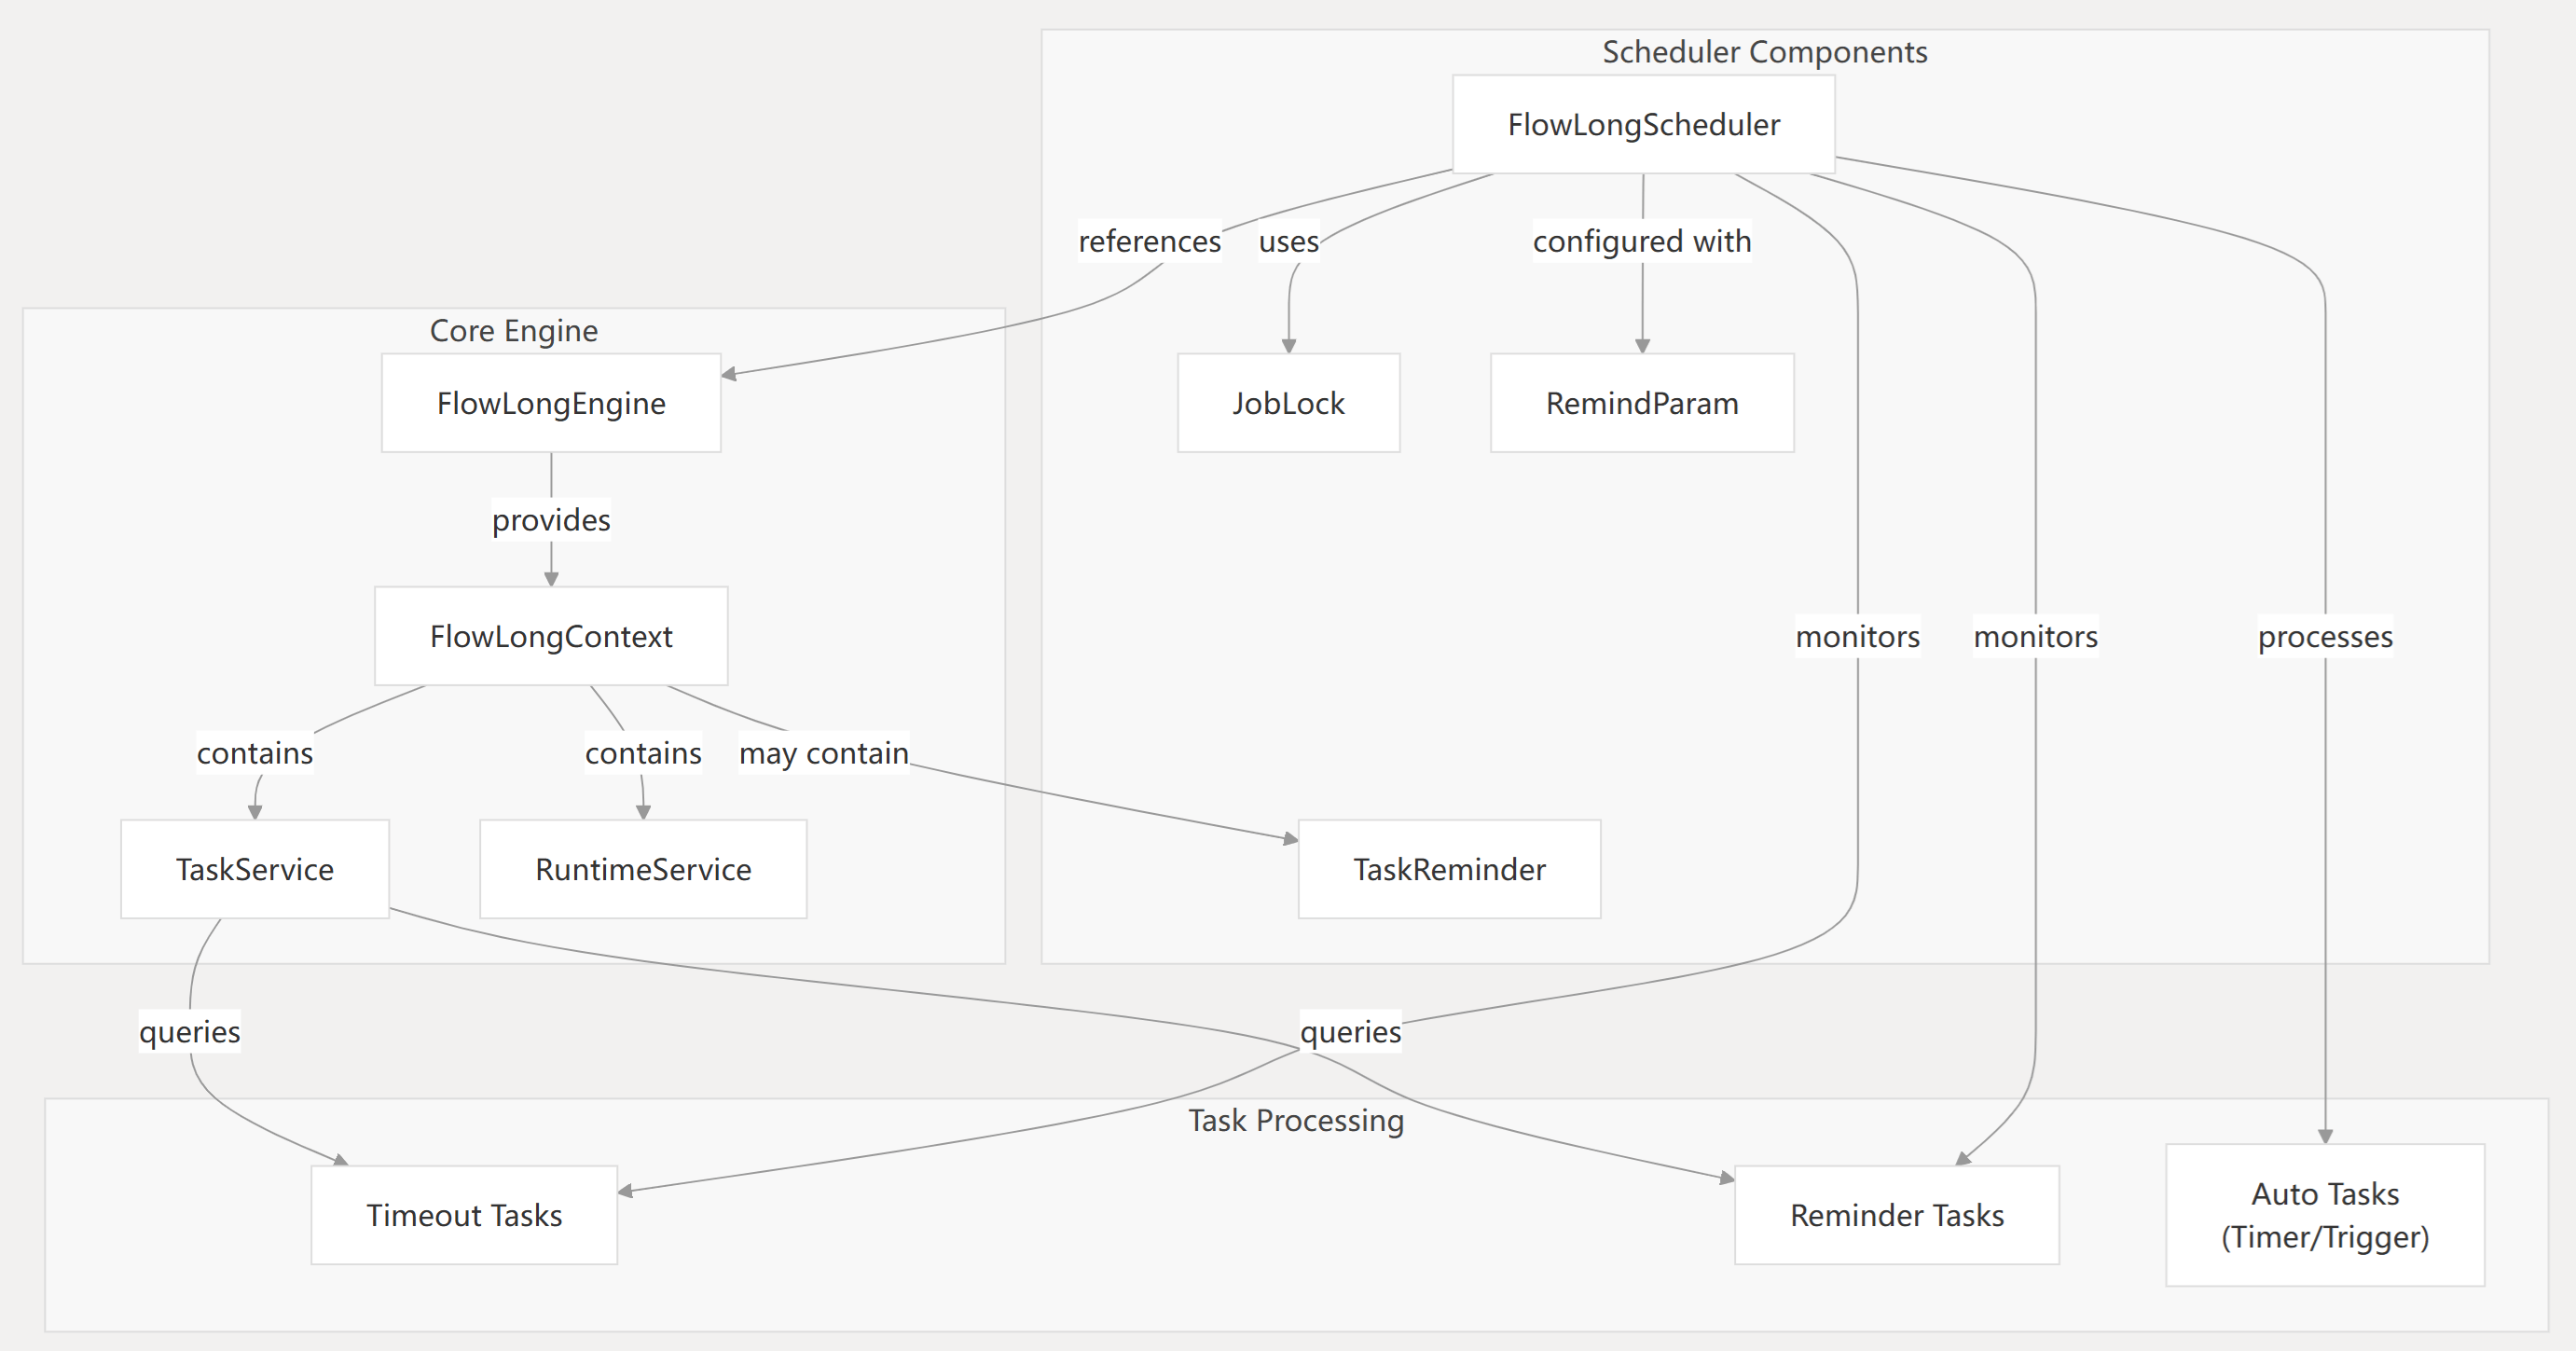 Scheduler Components
FlowLongScheduler
references
uses
configured with
Core Engine
FlowLongEngine
JobLock
RemindParam
provides
FlowLongContext
monitors
monitors
processes
contains
contains
may contain
TaskService
RuntimeService
TaskReminder
queries
queries
Task Processing
Timeout Tasks
Reminder Tasks
Auto Tasks
(Timer/Trigger)